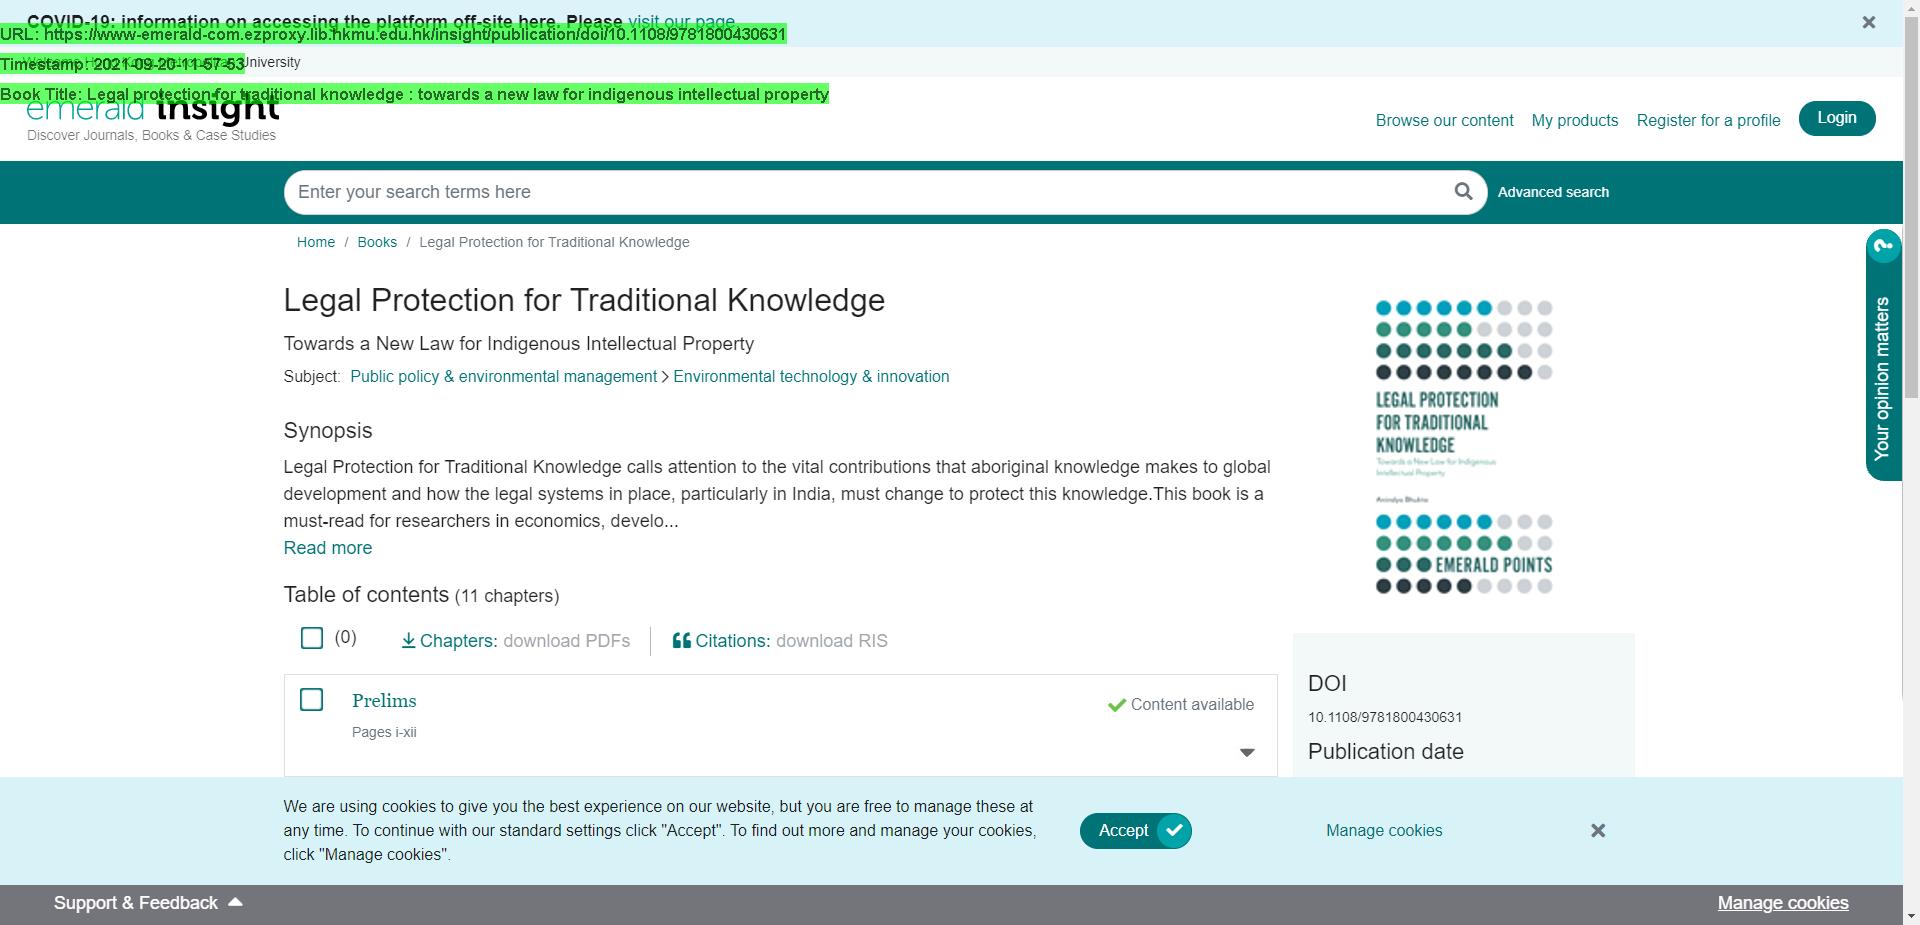 COVID-19: information on accessing the platform off-site here. Please visit our page.
URL: https://www-emerald-com.ezproxy.lib.hkmu.edu.hk/insight/publication/doi/10.1108/9781800430631
Timestamp: 2021-09-20-11-57-53
University
Book Title: Legal protection for traditional knowledge : towards a new law for indigenous intellectual property
emerald insight
Discover Journals, Books & Case Studies
Browse our content My products Register for a profile Login
Enter your search terms here Advanced search
Home / Books / Legal Protection for Traditional Knowledge
Legal Protection for Traditional Knowledge
Towards a New Law for Indigenous Intellectual Property
Subject: Public policy & environmental management > Environmental technology & innovation
Synopsis
Legal Protection for Traditional Knowledge calls attention to the vital contributions that aboriginal knowledge makes to global
development and how the legal systems in place, particularly in India, must change to protect this knowledge.This book is a
must-read for researchers in economics, develo...
Read more
Table of contents (11 chapters)
(0) Chapters: download PDFs Citations: download RIS
Prelims
Content available
Pages i-xii
LEGAL PROTECTION
FOR TRADITIONAL
KNOWLEDGE
Towards a New Law for Indigenous
Intellectual Property
Anindya Bhukta
EMERALD POINTS
DOI
10.1108/9781800430631
Publication date
Your opinion matters
We are using cookies to give you the best experience on our website, but you are free to manage these at
any time. To continue with our standard settings click "Accept". To find out more and manage your cookies,
click "Manage cookies".
Accept
Manage cookies
Support & Feedback
Manage cookies